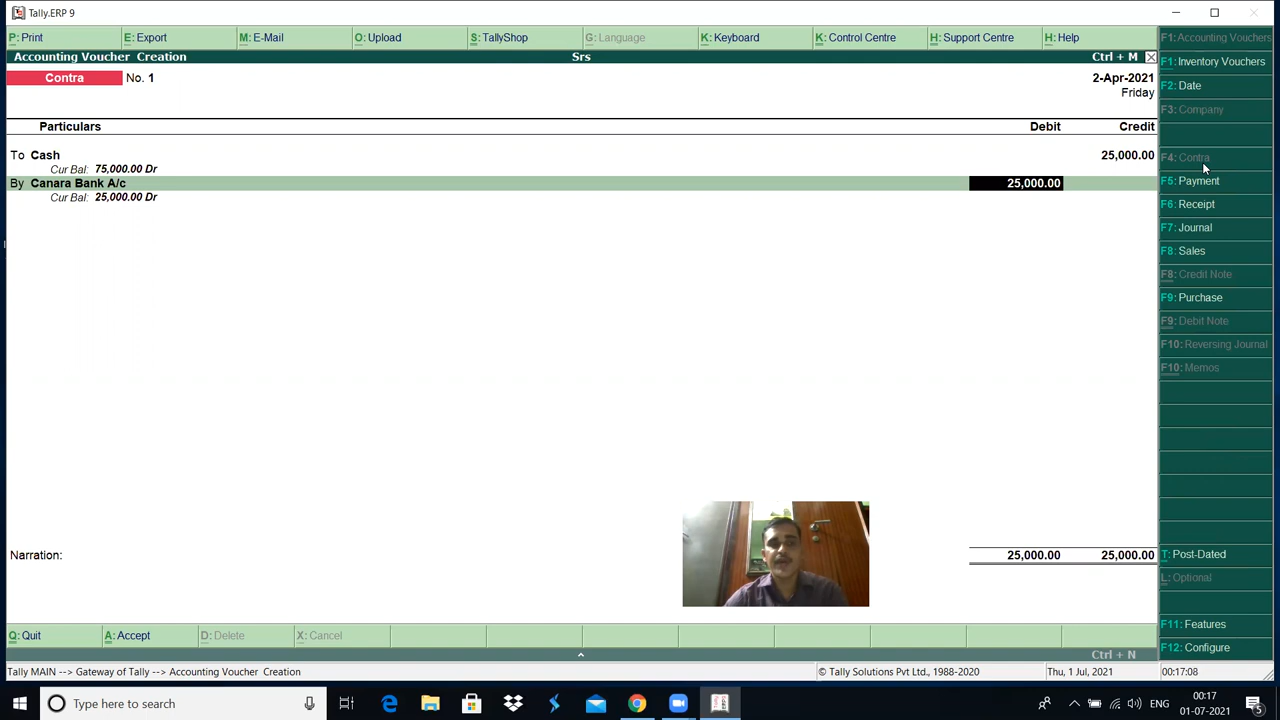 Tally.ERP 9
P: Print E: Export M: E-Mail O: Upload S: TallyShop G: Language K: Keyboard K: Control Centre H: Support Centre H: Help
Accounting Voucher Creation Srs Ctrl + M
Contra No. 1 2-Apr-2021
Friday
Particulars Debit Credit
To Cash 25,000.00
Cur Bal: 75,000.00 Dr
By Canara Bank A/c 25,000.00
Cur Bal: 25,000.00 Dr
Narration: 25,000.00 25,000.00
F1: Accounting Vouchers
F1: Inventory Vouchers
F2: Date
F3: Company
F4: Contra
F5: Payment
F6: Receipt
F7: Journal
F8: Sales
F8: Credit Note
F9: Purchase
F9: Debit Note
F10: Reversing Journal
F10: Memos
T: Post-Dated
L: Optional
F11: Features
F12: Configure
Q: Quit A: Accept D: Delete X: Cancel
Ctrl + N
Tally MAIN --> Gateway of Tally --> Accounting Voucher Creation © Tally Solutions Pvt Ltd., 1988-2020 Thu, 1 Jul, 2021 00:17:08
Type here to search ENG 00:17
01-07-2021 5